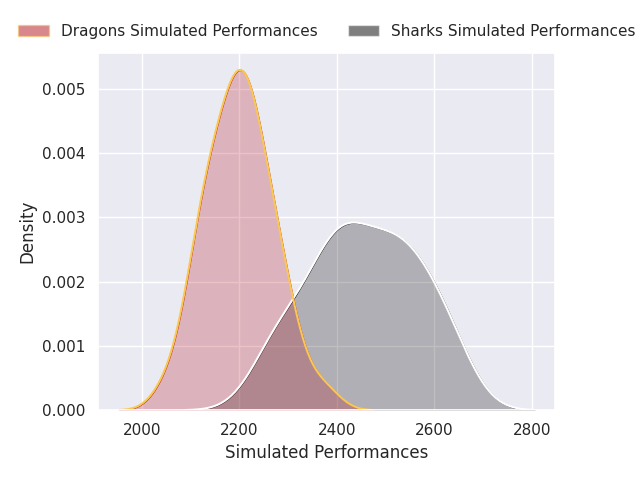 Dragons Simulated Performances
Sharks Simulated Performances
0.005
0.004
0.003
0.002
0.001
0.000
Density
2000
2200
2400
2600
2800
Simulated Performances